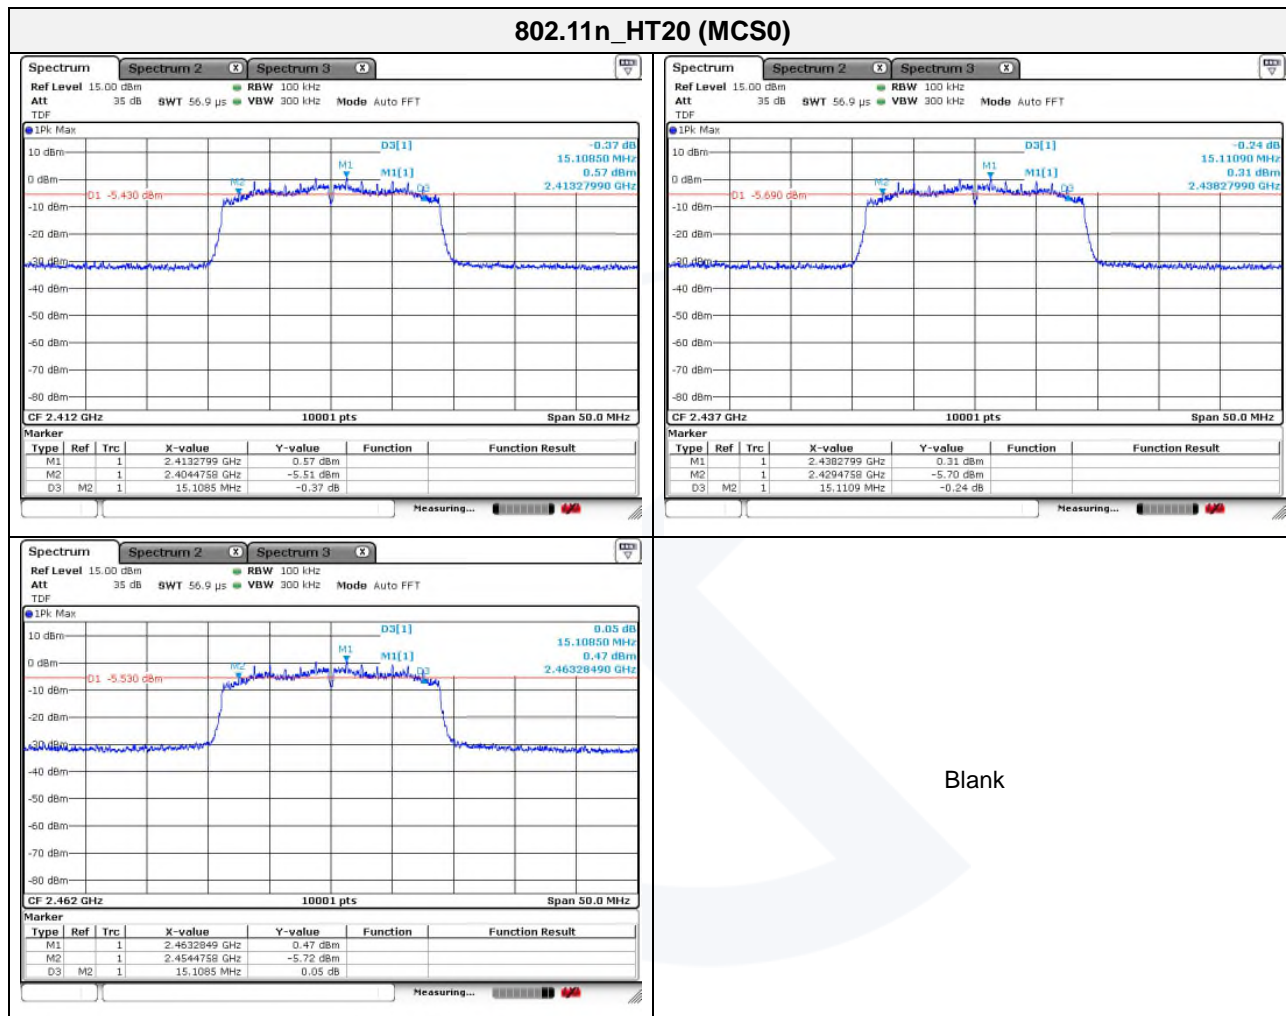 802.11n_HT20 (MCS0)
Spectrum Spectrum 2 X Spectrum 3 X
Ref Level 15.00 dBm RBW 100 kHz
Att 35 dB SWT 56.9 µs VBW 300 kHz Mode Auto FFT
TDF
1Pk Max
D3[1] -0.37 dB
15.10850 MHz
M1[1] 0.57 dBm
2.41327990 GHz
10 dBm
0 dBm
M1
M2
D3
D1 -5.430 dBm
-10 dBm
-20 dBm
-30 dBm
-40 dBm
-50 dBm
-60 dBm
-70 dBm
-80 dBm
CF 2.412 GHz 10001 pts Span 50.0 MHz
Marker
Type Ref Trc X-value Y-value Function Function Result
M1 1 2.4132799 GHz 0.57 dBm
M2 1 2.4044758 GHz -5.51 dBm
D3 M2 1 15.1085 MHz -0.37 dB
Measuring...
Spectrum Spectrum 2 X Spectrum 3 X
Ref Level 15.00 dBm RBW 100 kHz
Att 35 dB SWT 56.9 µs VBW 300 kHz Mode Auto FFT
TDF
1Pk Max
D3[1] -0.24 dB
15.11090 MHz
M1[1] 0.31 dBm
2.43827990 GHz
10 dBm
0 dBm
M1
M2
D3
D1 -5.690 dBm
-10 dBm
-20 dBm
-30 dBm
-40 dBm
-50 dBm
-60 dBm
-70 dBm
-80 dBm
CF 2.437 GHz 10001 pts Span 50.0 MHz
Marker
Type Ref Trc X-value Y-value Function Function Result
M1 1 2.4382799 GHz 0.31 dBm
M2 1 2.4294758 GHz -5.70 dBm
D3 M2 1 15.1109 MHz -0.24 dB
Measuring...
Spectrum Spectrum 2 X Spectrum 3 X
Ref Level 15.00 dBm RBW 100 kHz
Att 35 dB SWT 56.9 µs VBW 300 kHz Mode Auto FFT
TDF
1Pk Max
D3[1] 0.05 dB
15.10850 MHz
M1[1] 0.47 dBm
2.46328490 GHz
10 dBm
0 dBm
M1
M2
D3
D1 -5.530 dBm
-10 dBm
-20 dBm
-30 dBm
-40 dBm
-50 dBm
-60 dBm
-70 dBm
-80 dBm
CF 2.462 GHz 10001 pts Span 50.0 MHz
Marker
Type Ref Trc X-value Y-value Function Function Result
M1 1 2.4632849 GHz 0.47 dBm
M2 1 2.4544758 GHz -5.72 dBm
D3 M2 1 15.1085 MHz 0.05 dB
Measuring...
Blank